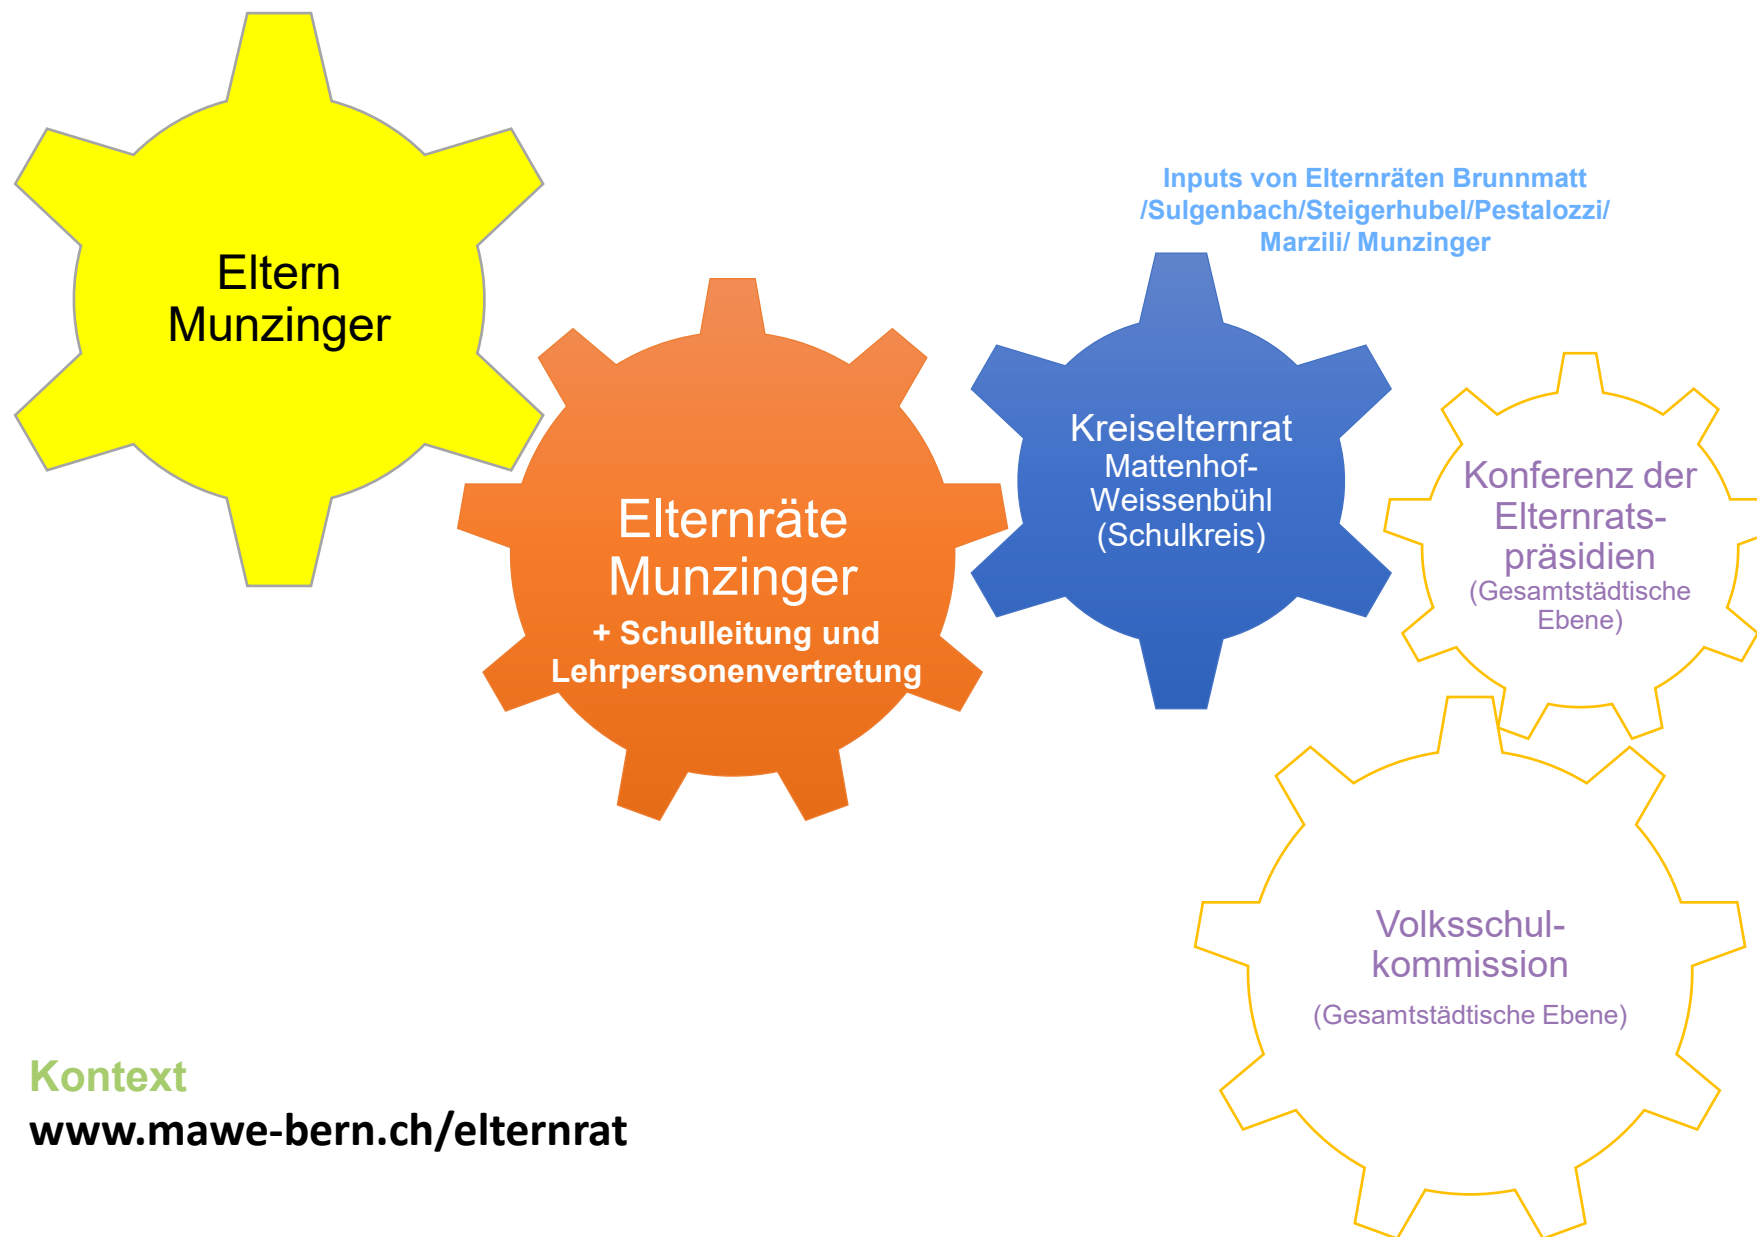 Eltern
Munzinger
Inputs von Elternräten Brunnmatt
/Sulgenbach/Steigerhubel/Pestalozzi/
Marzili/ Munzinger
Elternräte
Munzinger
+ Schulleitung und
Lehrpersonenvertretung
Kreiselternrat
Mattenhof-
Weissenbühl
(Schulkreis)
Konferenz der
Elternrats-
präsidien
(Gesamtstädtische
Ebene)
Volksschul-
kommission
(Gesamtstädtische Ebene)
Kontext
www.mawe-bern.ch/elternrat